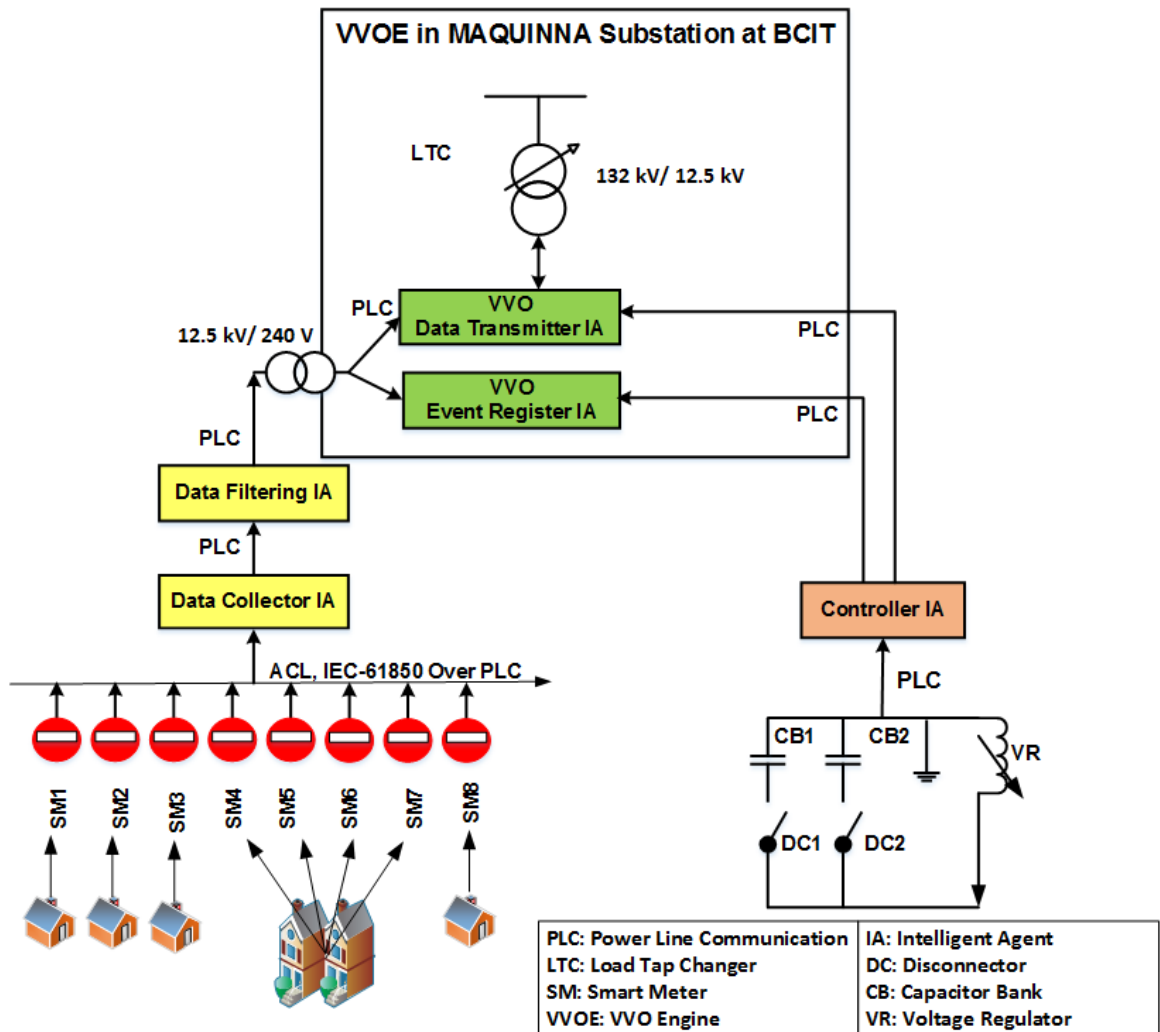 VVOE in MAQUINNA Substation at BCIT
LTC
132 kV/ 12.5 kV
VVO
Data Transmitter IA
PLC
PLC
12.5 kV/ 240 V
VVO
Event Register IA
PLC
PLC
Data Filtering IA
PLC
Data Collector IA
Controller IA
ACL, IEC-61850 Over PLC
PLC
CB1
CB2
VR
SM1
SM2
SM3
SM4
SM5
SM6
SM7
SM8
DC1
DC2
PLC: Power Line Communication
LTC: Load Tap Changer
SM: Smart Meter
VVOE: VVO Engine
IA: Intelligent Agent
DC: Disconnector
CB: Capacitor Bank
VR: Voltage Regulator